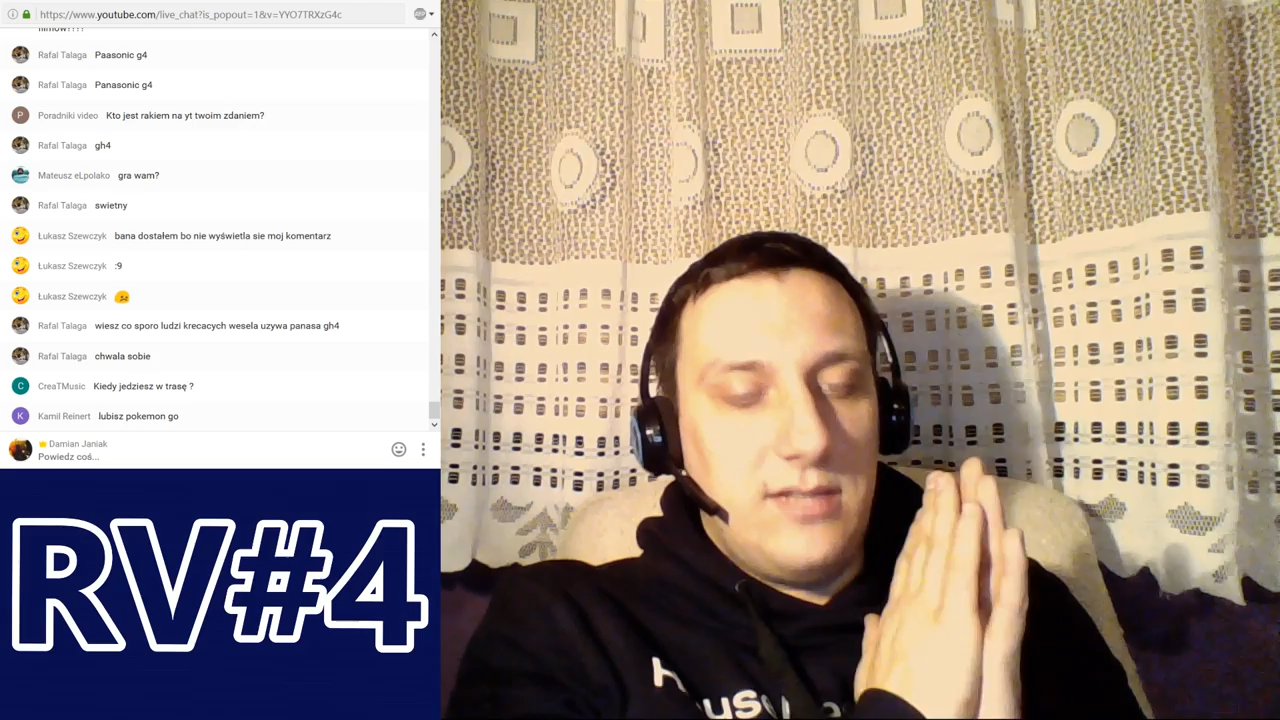 https://www.youtube.com/live_chat?is_popout=1&v=YYO7TRXzG4c
Rafal Talaga Paasonic g4
Rafal Talaga Panasonic g4
P Poradniki video Kto jest rakiem na yt twoim zdaniem?
Rafal Talaga gh4
Mateusz eLpolako gra wam?
Rafal Talaga swietny
Łukasz Szewczyk bana dostałem bo nie wyświetla sie moj komentarz
Łukasz Szewczyk :9
Łukasz Szewczyk
Rafal Talaga wiesz co sporo ludzi krecacych wesela uzywa panasa gh4
Rafal Talaga chwala sobie
C CreaTMusic Kiedy jedziesz w trasę ?
K Kamil Reinert lubisz pokemon go
Damian Janiak
Powiedz coś...
RV#4